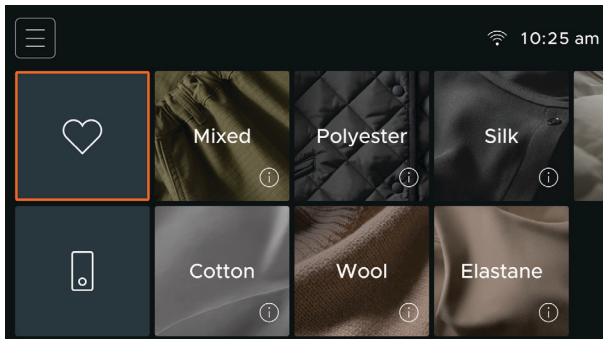 10:25 am
Mixed
Polyester
Silk
Cotton
Wool
Elastane